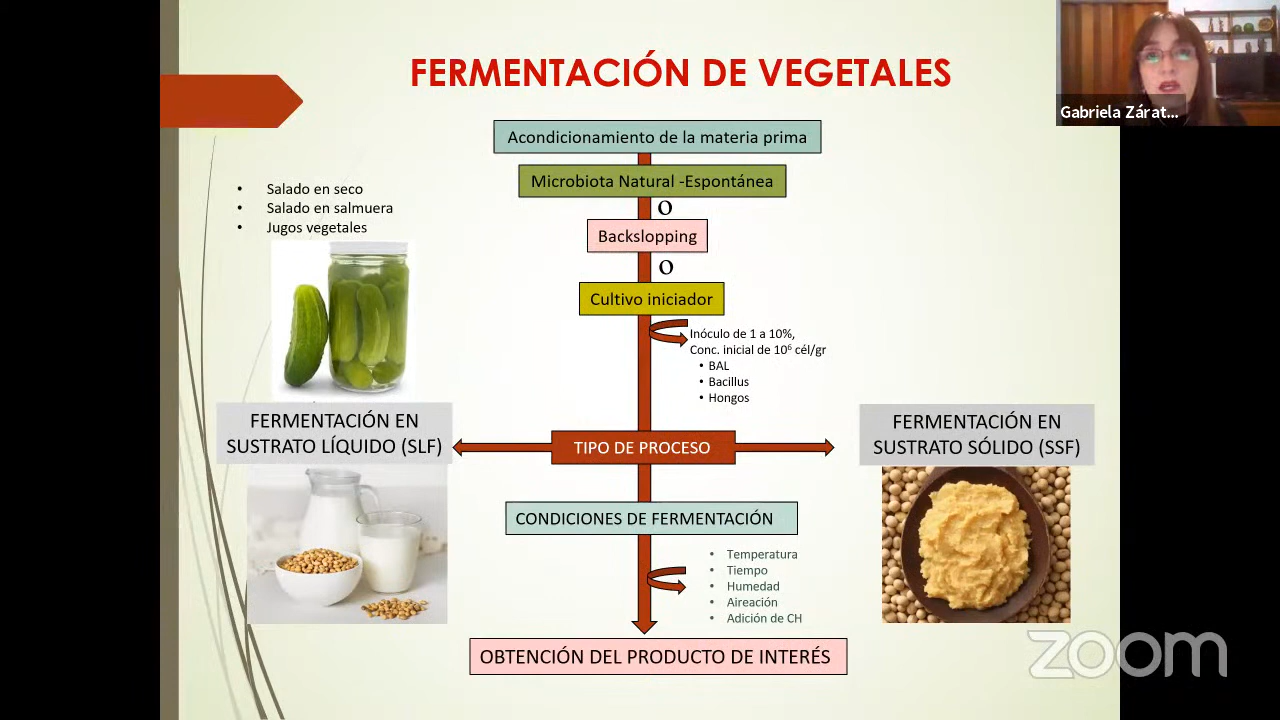 FERMENTACIÓN DE VEGETALES
Gabriela Zárat...
Acondicionamiento de la materia prima
Microbiota Natural -Espontánea
O
Backslopping
O
Cultivo iniciador
Inóculo de 1 a 10%,
Conc. inicial de 10⁶ cél/gr
• BAL
• Bacillus
• Hongos
• Salado en seco
• Salado en salmuera
• Jugos vegetales
FERMENTACIÓN EN
SUSTRATO LÍQUIDO (SLF)
TIPO DE PROCESO
FERMENTACIÓN EN
SUSTRATO SÓLIDO (SSF)
CONDICIONES DE FERMENTACIÓN
• Temperatura
• Tiempo
• Humedad
• Aireación
• Adición de CH
OBTENCIÓN DEL PRODUCTO DE INTERÉS
zoom